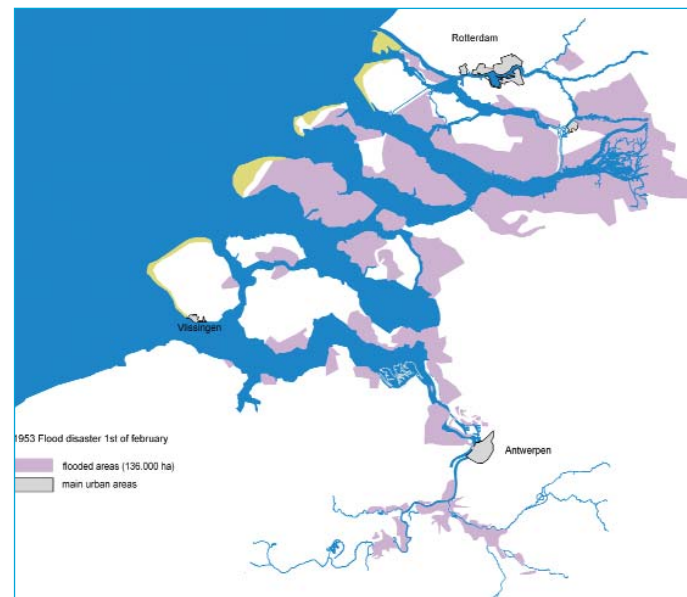 Rotterdam
Vlissingen
1953 Flood disaster 1st of february
flooded areas (136.000 ha)
main urban areas
Antwerpen